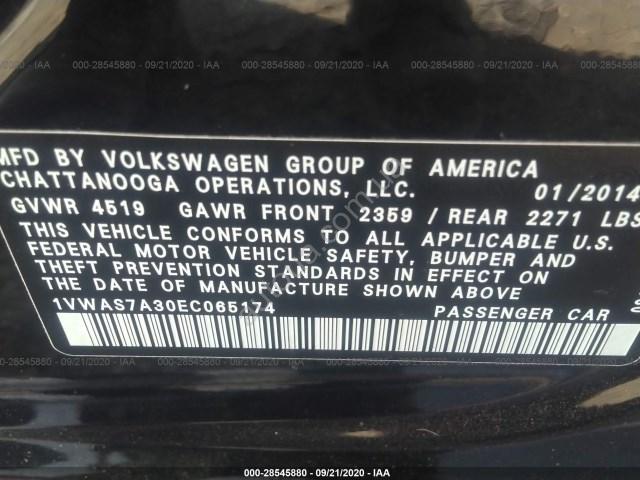 000-28545880 - 09/21/2020 - IAA
MFD BY VOLKSWAGEN GROUP OF AMERICA
CHATTANOOGA OPERATIONS, LLC. 01/2014
GVWR 4519 GAWR FRONT 2359 / REAR 2271 LBS
THIS VEHICLE CONFORMS TO ALL APPLICABLE U.S.
FEDERAL MOTOR VEHICLE SAFETY, BUMPER AND
THEFT PREVENTION STANDARDS IN EFFECT ON
THE DATE OF MANUFACTURE SHOWN ABOVE.
1VWAS7A30EC065174 PASSENGER CAR
000-28545880 - 09/21/2020 - IAA